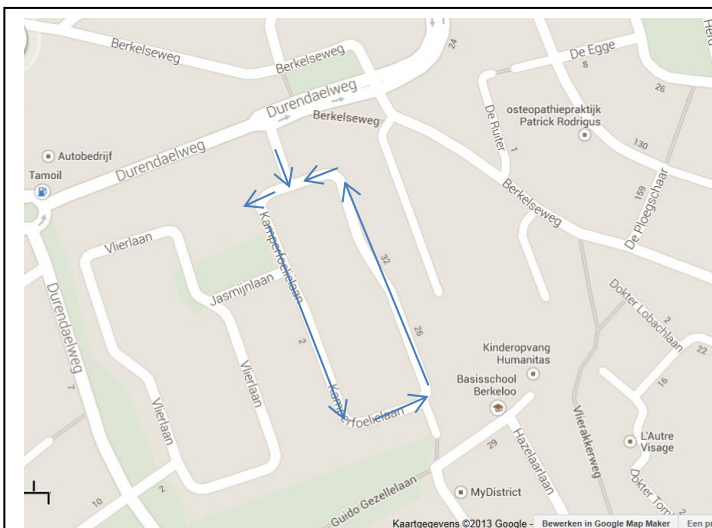 Berkelseweg
24
De Egge
8
26
Durendaelweg
Berkelseweg
De Ruiter
1
osteopathiepraktijk
Patrick Rodrigus
130
Autobedrijf
Tamoil
Durendaelweg
Berkelseweg
159
De Ploegschaar
Vlierlaan
Kamperfoelielaan
Jasmijnlaan
32
Durendaelweg
7
2
26
Dokter Lobachlaan
2
22
Kinderopvang
Humanitas
Basisschool
Berkeloo
16
Vlierlaan
Vlierlaan
Kamperfoelielaan
Vlierakkerweg
L'Autre
Visage
29
Hazelaarlaan
10
2
Guido Gezellelaan
MyDistrict
2
Kaartgegevens ©2013 Google -
Bewerken in Google Map Maker